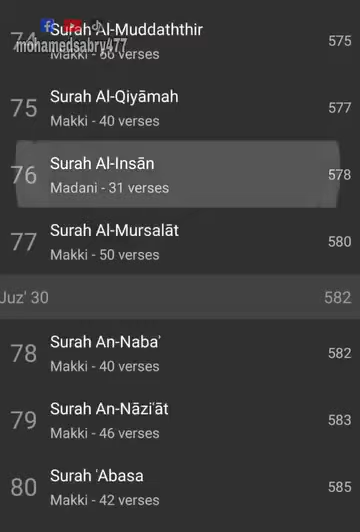 74
Surah Al-Muddaththir
Makki - 56 verses
575
mohamedsabry477
75
Surah Al-Qiyāmah
Makki - 40 verses
577
76
Surah Al-Insān
Madani - 31 verses
578
77
Surah Al-Mursalāt
Makki - 50 verses
580
Juz' 30
582
78
Surah An-Naba'
Makki - 40 verses
582
79
Surah An-Nāzi'āt
Makki - 46 verses
583
80
Surah 'Abasa
Makki - 42 verses
585